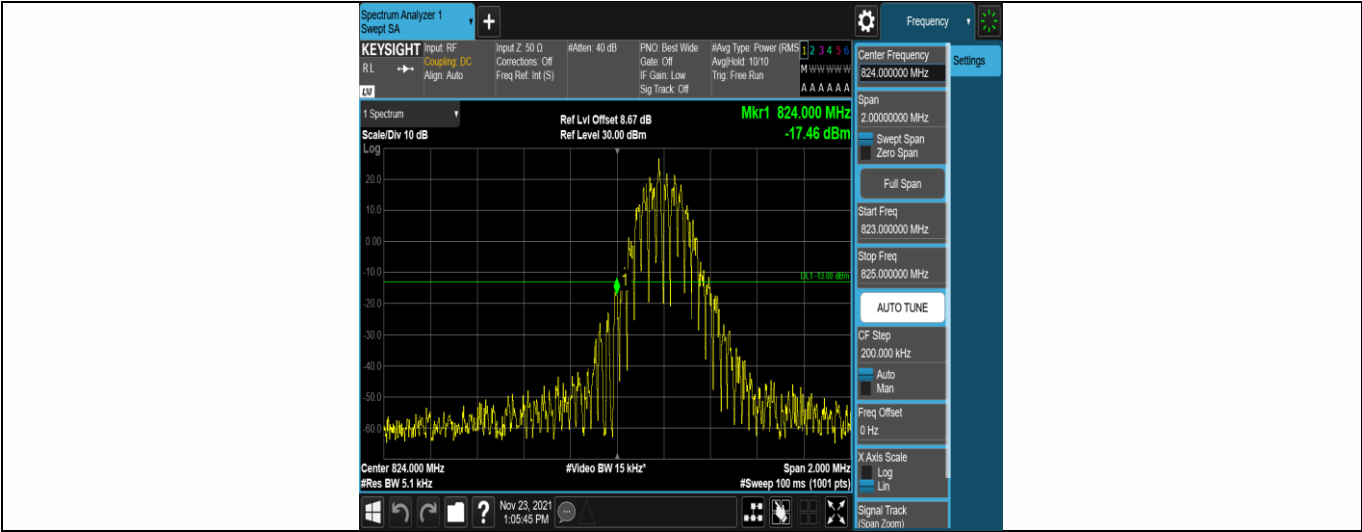 Spectrum Analyzer 1
Swept SA
+
Frequency
KEYSIGHT
RL
LXI
Input: RF
Coupling: DC
Align: Auto
Input Z: 50 Ω
Corrections: Off
Freq Ref: Int (S)
#Atten: 40 dB
PNO: Best Wide
Gate: Off
IF Gain: Low
Sig Track: Off
#Avg Type: Power (RMS
Avg|Hold: 10/10
Trig: Free Run
1 2 3 4 5 6
M W W W W W
A A A A A A
1 Spectrum
Scale/Div 10 dB
Log
Ref Lvl Offset 8.67 dB
Ref Level 30.00 dBm
Mkr1 824.000 MHz
-17.46 dBm
20.0
10.0
0.00
-10.0
-20.0
-30.0
-40.0
-50.0
-60.0
1
DL1 -13.00 dBm
Center 824.000 MHz
#Res BW 5.1 kHz
#Video BW 15 kHz*
Span 2.000 MHz
#Sweep 100 ms (1001 pts)
Center Frequency
824.000000 MHz
Settings
Span
2.00000000 MHz
Swept Span
Zero Span
Full Span
Start Freq
823.000000 MHz
Stop Freq
825.000000 MHz
AUTO TUNE
CF Step
200.000 kHz
Auto
Man
Freq Offset
0 Hz
X Axis Scale
Log
Lin
Signal Track
(Span Zoom)
?
Nov 23, 2021
1:05:45 PM